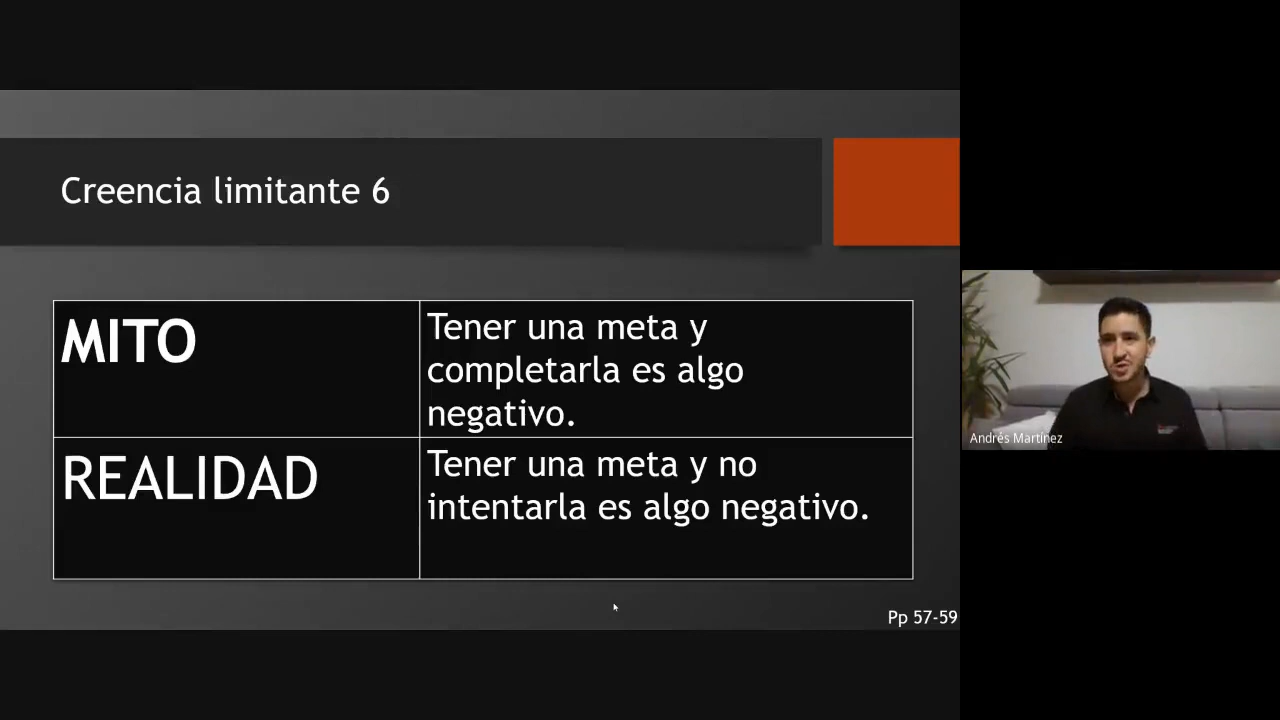 Creencia limitante 6
MITO
Tener una meta y
completarla es algo
negativo.
REALIDAD
Tener una meta y no
intentarla es algo negativo.
Pp 57-59
Andrés Martínez